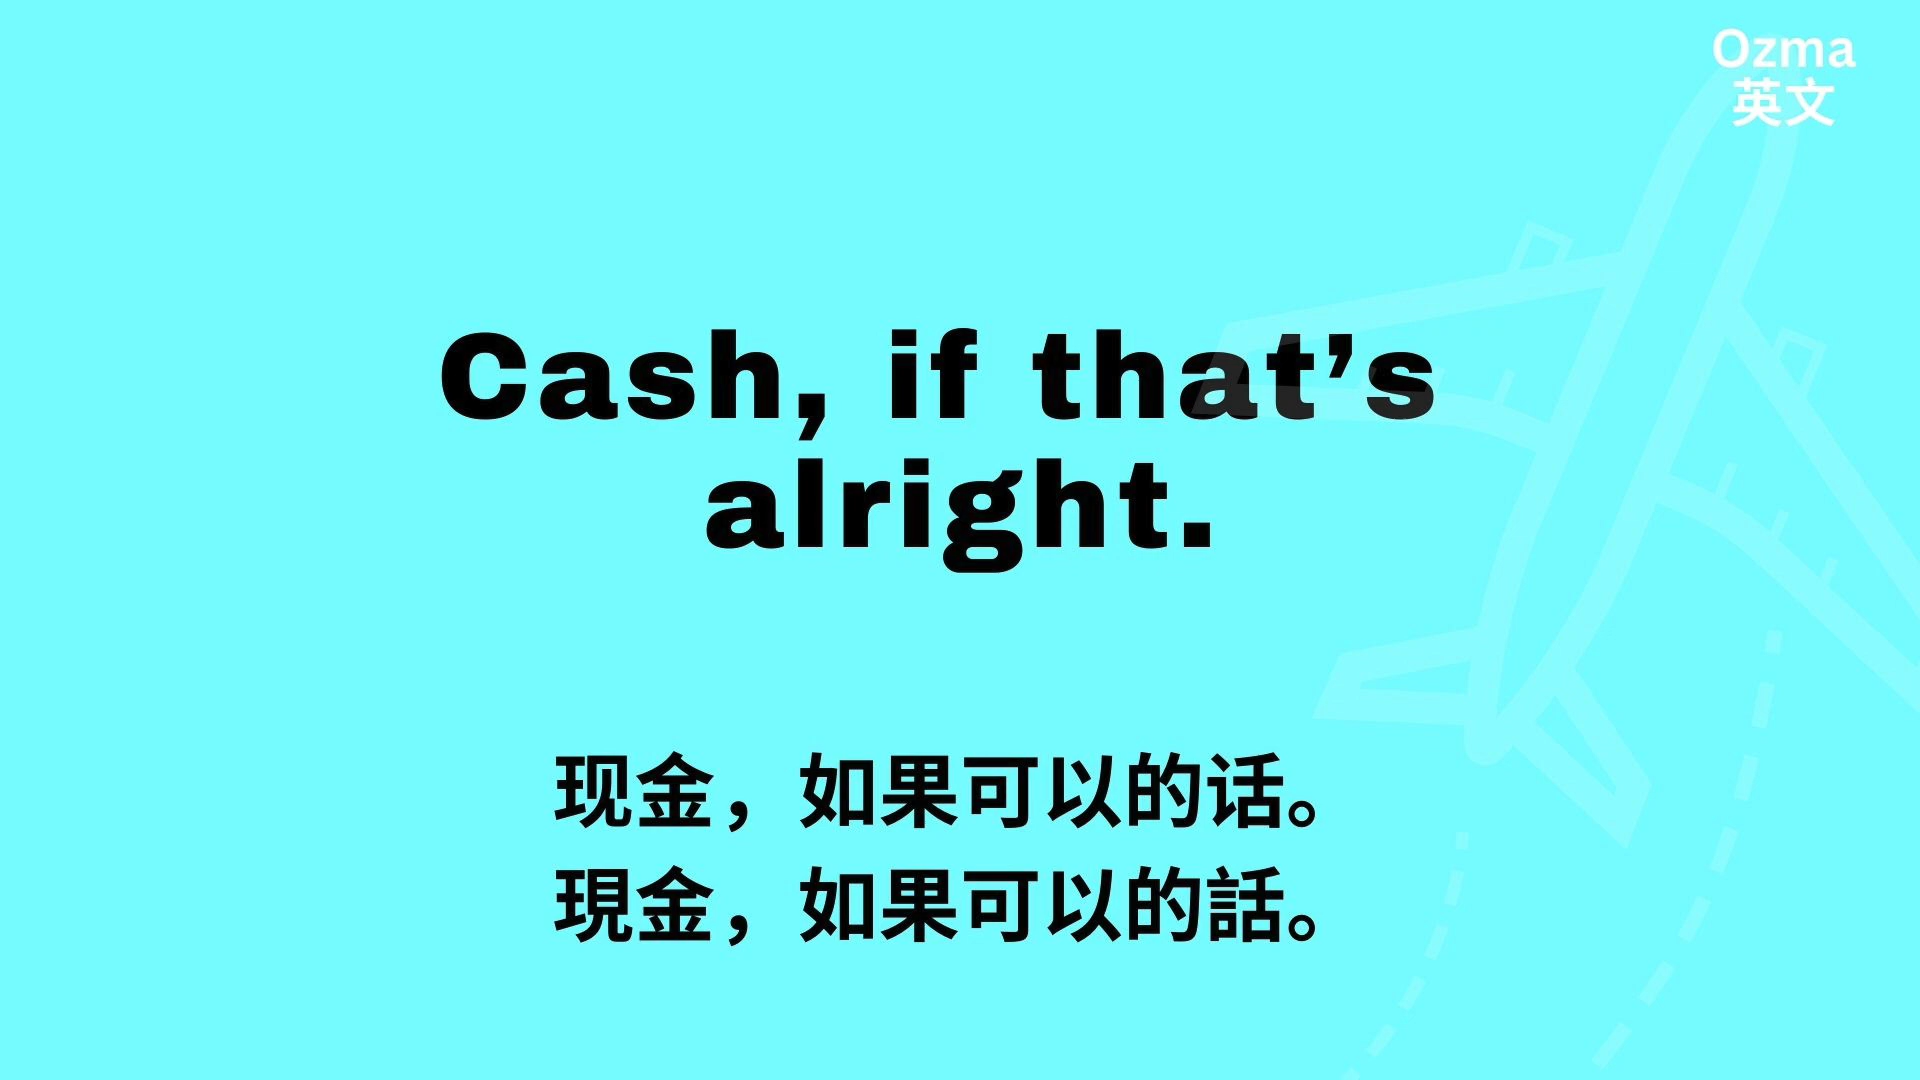 Ozma
英文
Cash, if that’s
alright.
现金，如果可以的话。
現金，如果可以的話。